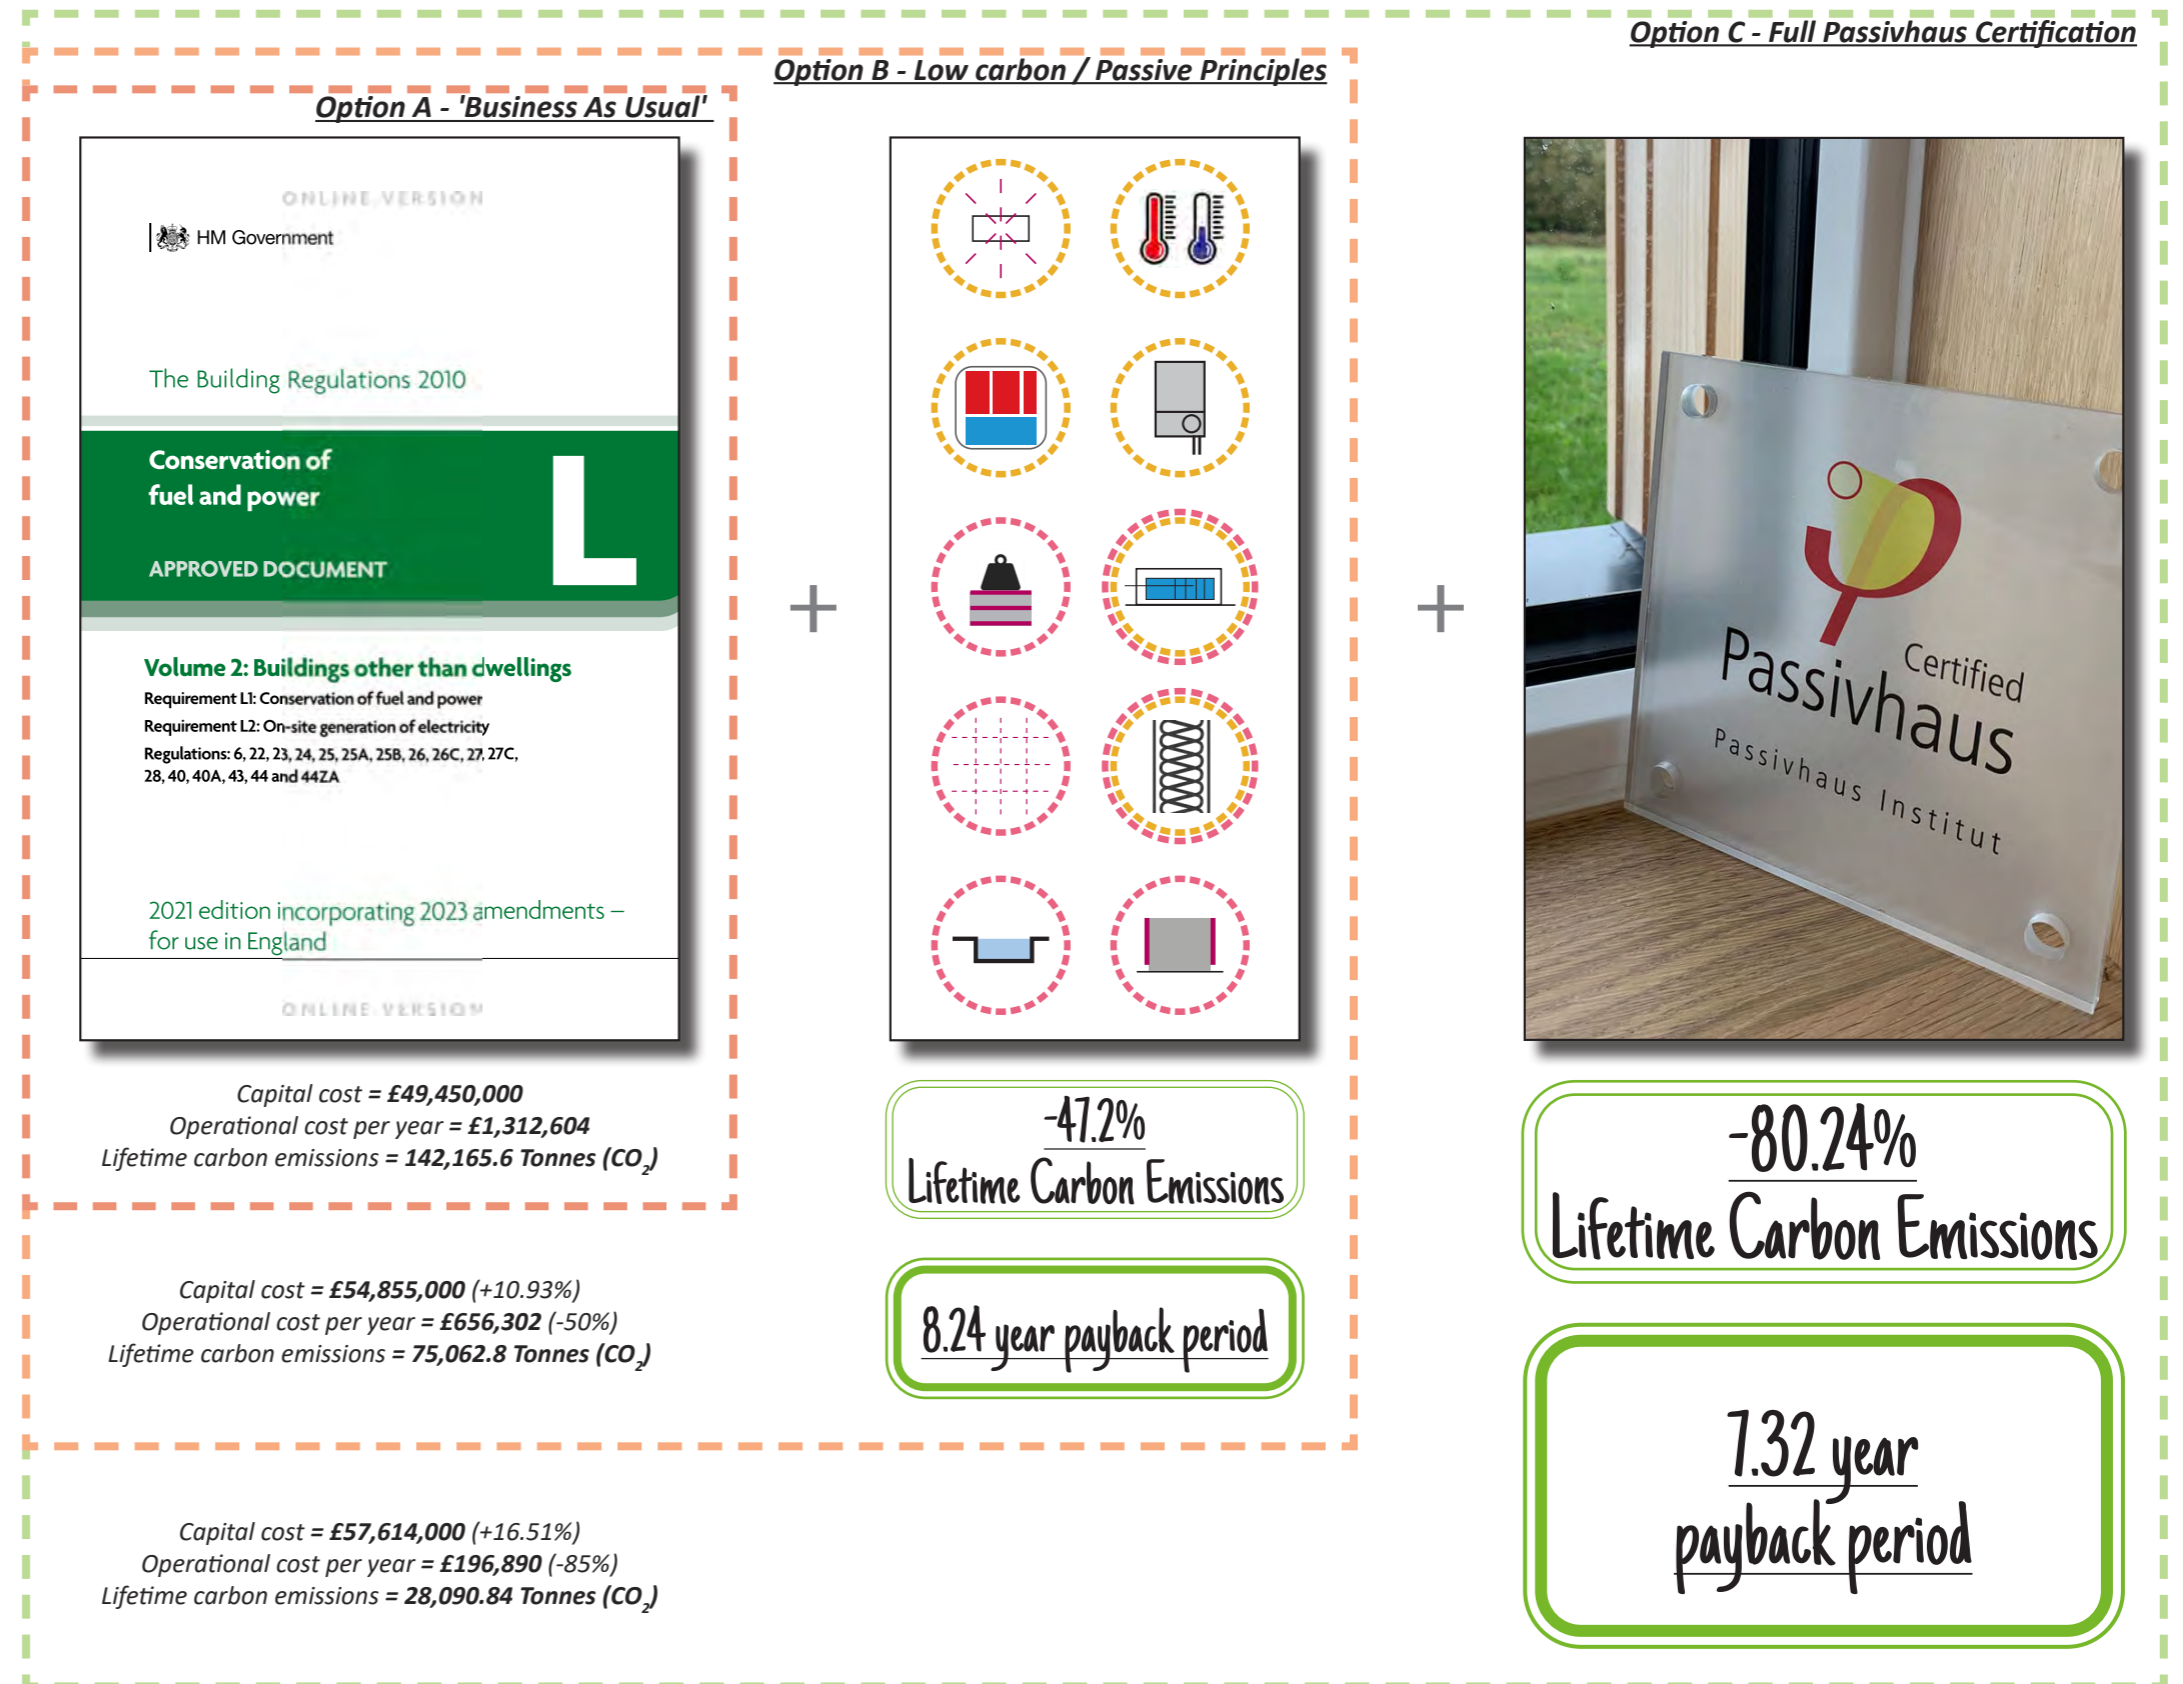 Option C - Full Passivhaus Certification
Option B - Low carbon / Passive Principles
Option A - 'Business As Usual'
ONLINE VERSION
HM Government
The Building Regulations 2010
Conservation of
fuel and power
L
APPROVED DOCUMENT
Volume 2: Buildings other than dwellings
Requirement L1: Conservation of fuel and power
Requirement L2: On-site generation of electricity
Regulations: 6, 22, 23, 24, 25, 25A, 25B, 26, 26C, 27, 27C,
28, 40, 40A, 43, 44 and 44ZA
2021 edition incorporating 2023 amendments –
for use in England
ONLINE VERSION
+
+
Certified
Passivhaus
Passivhaus Institut
Capital cost = £49,450,000
Operational cost per year = £1,312,604
Lifetime carbon emissions = 142,165.6 Tonnes (CO₂)
-47.2%
Lifetime Carbon Emissions
-80.24%
Lifetime Carbon Emissions
Capital cost = £54,855,000 (+10.93%)
Operational cost per year = £656,302 (-50%)
Lifetime carbon emissions = 75,062.8 Tonnes (CO₂)
8.24 year payback period
7.32 year
payback period
Capital cost = £57,614,000 (+16.51%)
Operational cost per year = £196,890 (-85%)
Lifetime carbon emissions = 28,090.84 Tonnes (CO₂)